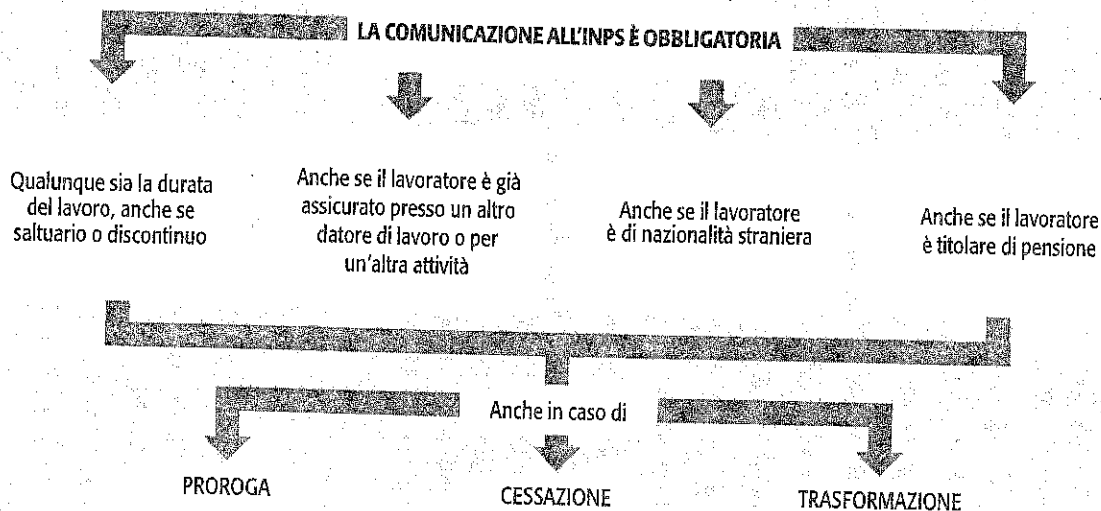 LA COMUNICAZIONE ALL'INPS È OBBLIGATORIA
Qualunque sia la durata
del lavoro, anche se
saltuario o discontinuo
Anche se il lavoratore è già
assicurato presso un altro
datore di lavoro o per
un'altra attività
Anche se il lavoratore
è di nazionalità straniera
Anche se il lavoratore
è titolare di pensione
Anche in caso di
PROROGA
CESSAZIONE
TRASFORMAZIONE